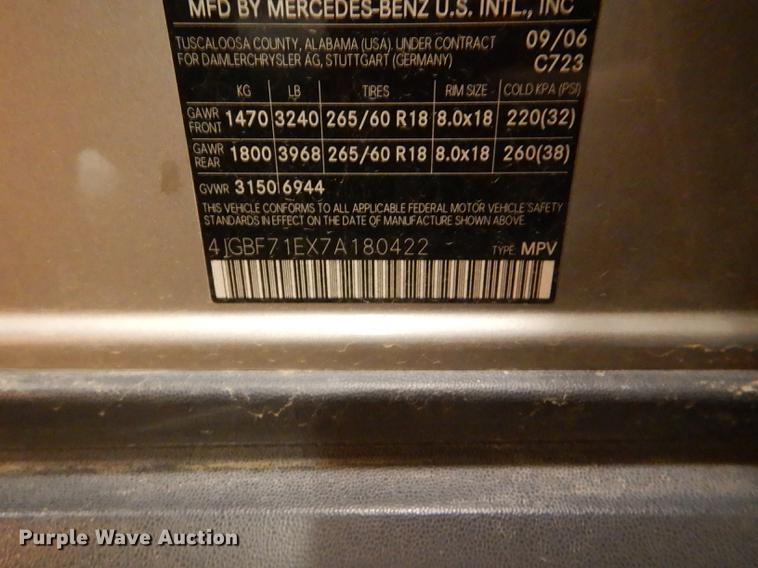 MFD BY MERCEDES-BENZ U.S. INTL., INC
TUSCALOOSA COUNTY, ALABAMA (USA), UNDER CONTRACT 09/06
FOR DAIMLERCHRYSLER AG, STUTTGART (GERMANY) C723
KG LB TIRES RIM SIZE COLD KPA (PSI)
GAWR FRONT 1470 3240 265/60 R18 8.0x18 220(32)
GAWR REAR 1800 3968 265/60 R18 8.0x18 260(38)
GVWR 3150 6944
THIS VEHICLE CONFORMS TO ALL APPLICABLE FEDERAL MOTOR VEHICLE SAFETY
STANDARDS IN EFFECT ON THE DATE OF MANUFACTURE SHOWN ABOVE
4JGBF71EX7A180422 TYPE: MPV
Purple Wave Auction